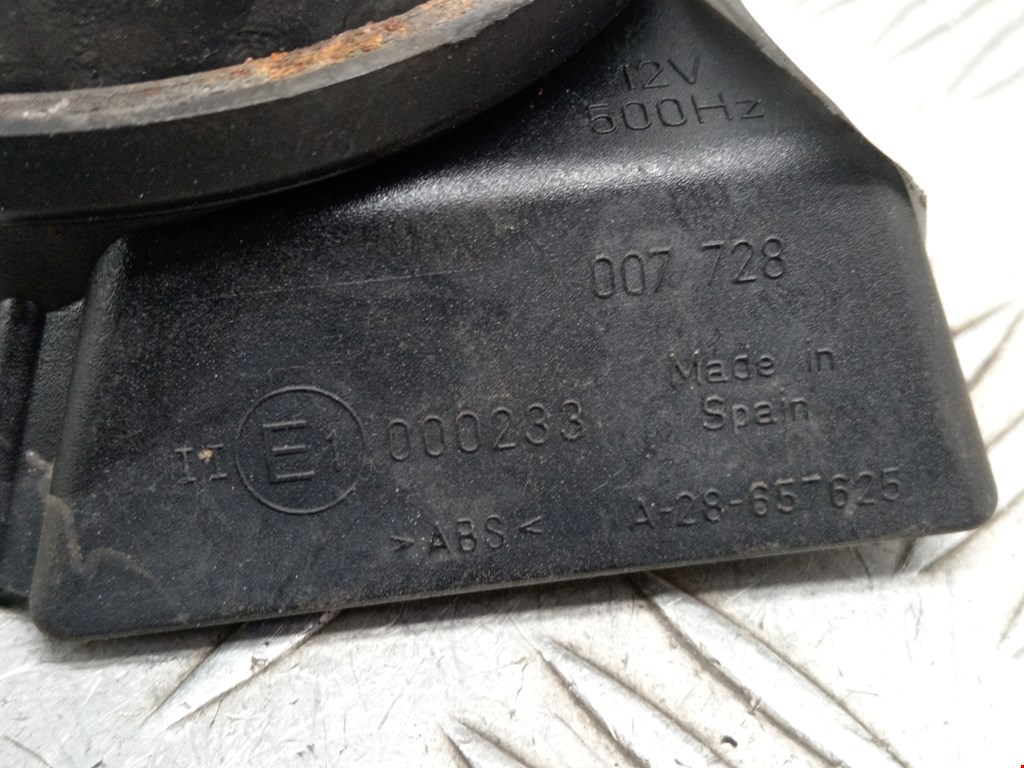 12V
500Hz
007 728
Made in
Spain
II E1 000233
>ABS<
A-28-657625